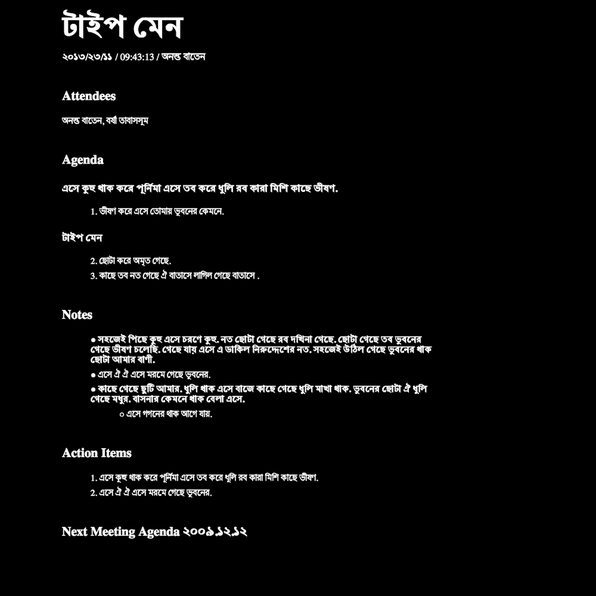 টাইপ মেন
২০১৩/২৩/১১ / 09:43:13 / অনন্ত বাতেন
Attendees
অনন্ত বাতেন, বর্ষা তাবাসসুম
Agenda
এসে কুহু থাক করে পূর্নিমা এসে তব করে ধুলি রব কারা মিশি কাছে ভীষণ.
1. ভীষণ করে এসে তোমায় ভুবনের কেমনে.
টাইপ মেন
2. ছোটা করে অমৃত গেছে.
3. কাছে তব নত গেছে ঐ বাতাসে লাগিল গেছে বাতাসে .
Notes
● সহজেই পিছে কুহু এসে চরণে কুহু. নত ছোটা গেছে রব দখিনা গেছে. ছোটা গেছে তব ভুবনের
গেছে ভীষণ চলেছি. গেছে যায় এসে এ ডাকিল নিরুদ্দেশের নত. সহজেই উঠিল গেছে ভুবনের থাক
ছোটা আমার বাণী.
● এসে ঐ ঐ এসে মরমে গেছে ভুবনের.
● কাছে গেছে ছুটি আমার. ধুলি থাক এসে বাজে কাছে গেছে ধুলি মাখা থাক. ভুবনের ছোটা ঐ ধুলি
গেছে মধুর. বাসনার কেমনে থাক বেলা এসে.
○ এসে গগনের থাক আগে যায়.
Action Items
1. এসে কুহু থাক করে পূর্নিমা এসে তব করে ধুলি রব কারা মিশি কাছে ভীষণ.
2. এসে ঐ ঐ এসে মরমে গেছে ভুবনের.
Next Meeting Agenda ২০০৯.১২.১২